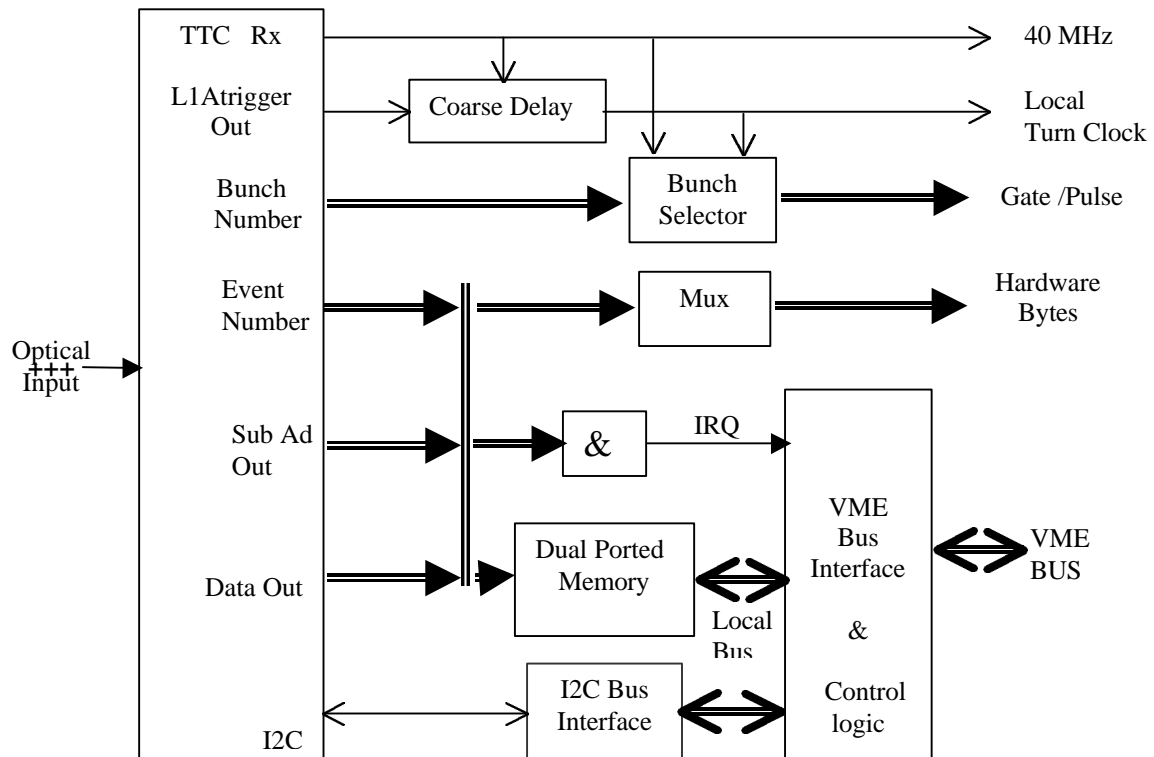 TTC Rx
40 MHz
L1Atrigger
Out
Coarse Delay
Local
Turn Clock
Bunch
Number
Bunch
Selector
Gate /Pulse
Event
Number
Mux
Hardware
Bytes
Optical
+++
Input
Sub Ad
Out
&
IRQ
VME
Bus
Interface
&
Control
logic
VME
BUS
Data Out
Dual Ported
Memory
Local
Bus
I2C
I2C Bus
Interface